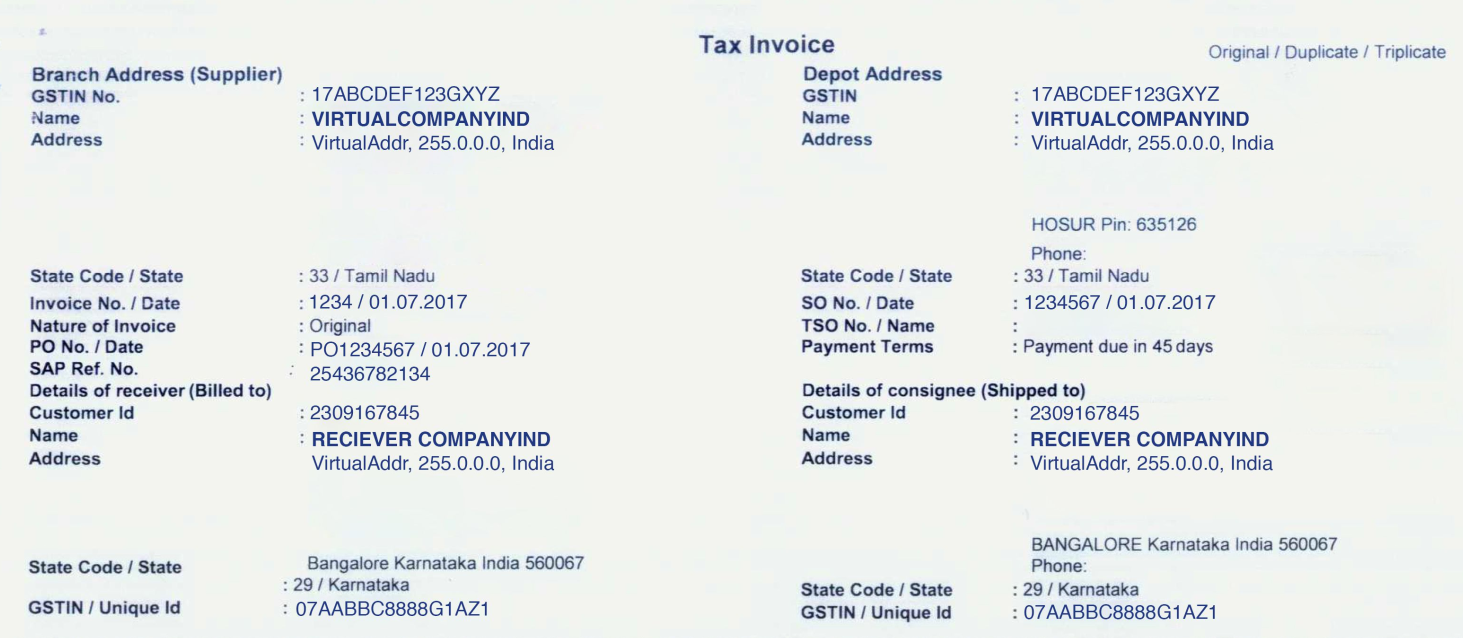 Tax Invoice
Original / Duplicate / Triplicate
Branch Address (Supplier)
GSTIN No. : 17ABCDEF123GXYZ
Name : VIRTUALCOMPANYIND
Address : VirtualAddr, 255.0.0.0, India
State Code / State : 33 / Tamil Nadu
Invoice No. / Date : 1234 / 01.07.2017
Nature of Invoice : Original
PO No. / Date : PO1234567 / 01.07.2017
SAP Ref. No. : 25436782134
Details of receiver (Billed to)
Customer Id : 2309167845
Name : RECIEVER COMPANYIND
Address : VirtualAddr, 255.0.0.0, India
Bangalore Karnataka India 560067
State Code / State : 29 / Karnataka
GSTIN / Unique Id : 07AABBC8888G1AZ1
Depot Address
GSTIN : 17ABCDEF123GXYZ
Name : VIRTUALCOMPANYIND
Address : VirtualAddr, 255.0.0.0, India
HOSUR Pin: 635126
Phone:
State Code / State : 33 / Tamil Nadu
SO No. / Date : 1234567 / 01.07.2017
TSO No. / Name :
Payment Terms : Payment due in 45 days
Details of consignee (Shipped to)
Customer Id : 2309167845
Name : RECIEVER COMPANYIND
Address : VirtualAddr, 255.0.0.0, India
BANGALORE Karnataka India 560067
Phone:
State Code / State : 29 / Karnataka
GSTIN / Unique Id : 07AABBC8888G1AZ1